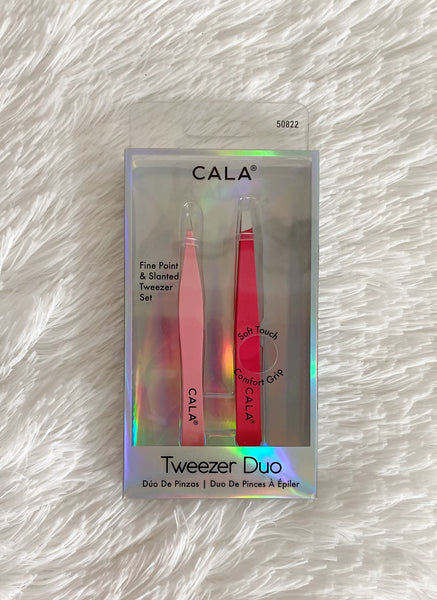 50822
CALA®
Fine Point
& Slanted
Tweezer
Set
Soft Touch
Comfort Grip
CALA®
CALA®
Tweezer Duo
Dúo De Pinzas | Duo De Pinces À Épiler